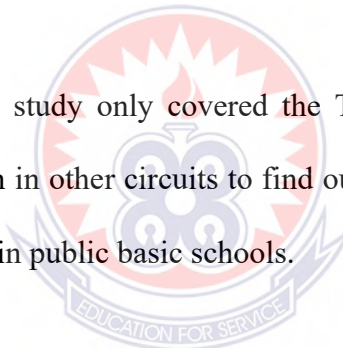 study only covered the T
in other circuits to find ou
in public basic schools.
EDUCATION FOR SERVICE